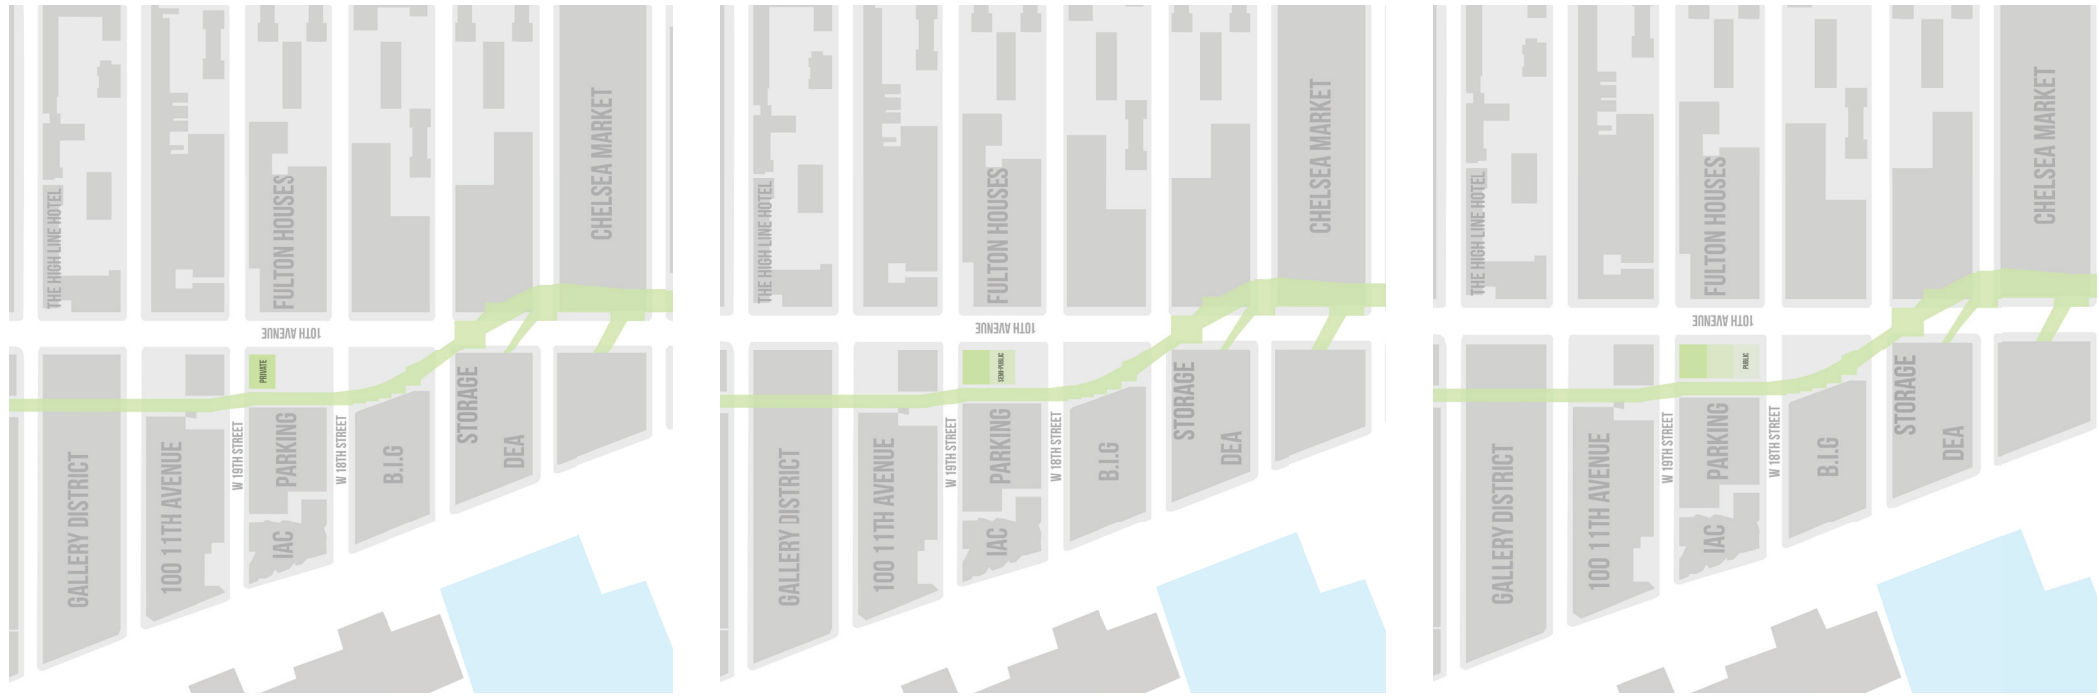 THE HIGH LINE HOTEL
FULTON HOUSES
CHELSEA MARKET
10TH AVENUE
PRIVATE
GALLERY DISTRICT
100 11TH AVENUE
W 19TH STREET
PARKING
IAC
W 18TH STREET
B.I.G
STORAGE
DEA
THE HIGH LINE HOTEL
FULTON HOUSES
CHELSEA MARKET
10TH AVENUE
SEMI-PUBLIC
GALLERY DISTRICT
100 11TH AVENUE
W 19TH STREET
PARKING
IAC
W 18TH STREET
B.I.G
STORAGE
DEA
THE HIGH LINE HOTEL
FULTON HOUSES
CHELSEA MARKET
10TH AVENUE
PUBLIC
GALLERY DISTRICT
100 11TH AVENUE
W 19TH STREET
PARKING
IAC
W 18TH STREET
B.I.G
STORAGE
DEA